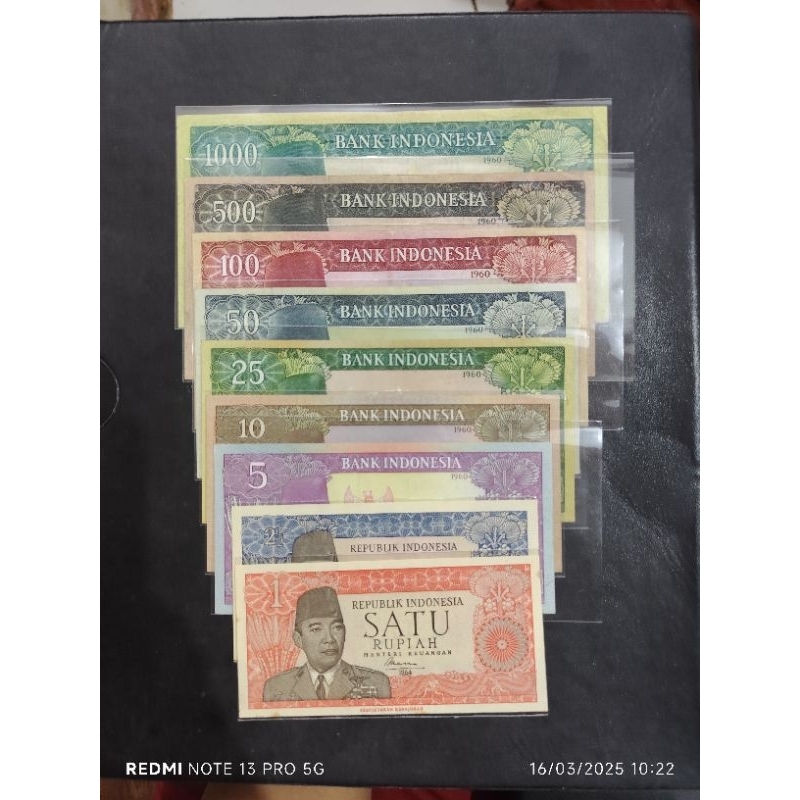 1000 BANK INDONESIA
1960
500 BANK INDONESIA
1960
100 BANK INDONESIA
1960
50 BANK INDONESIA
1960
25 BANK INDONESIA
1960
10 BANK INDONESIA
1960
5 BANK INDONESIA
1960
REPUBLIK INDONESIA
1
REPUBLIK INDONESIA
SATU
RUPIAH
MENTERI KEUANGAN
1964
REDMI NOTE 13 PRO 5G
16/03/2025 10:22